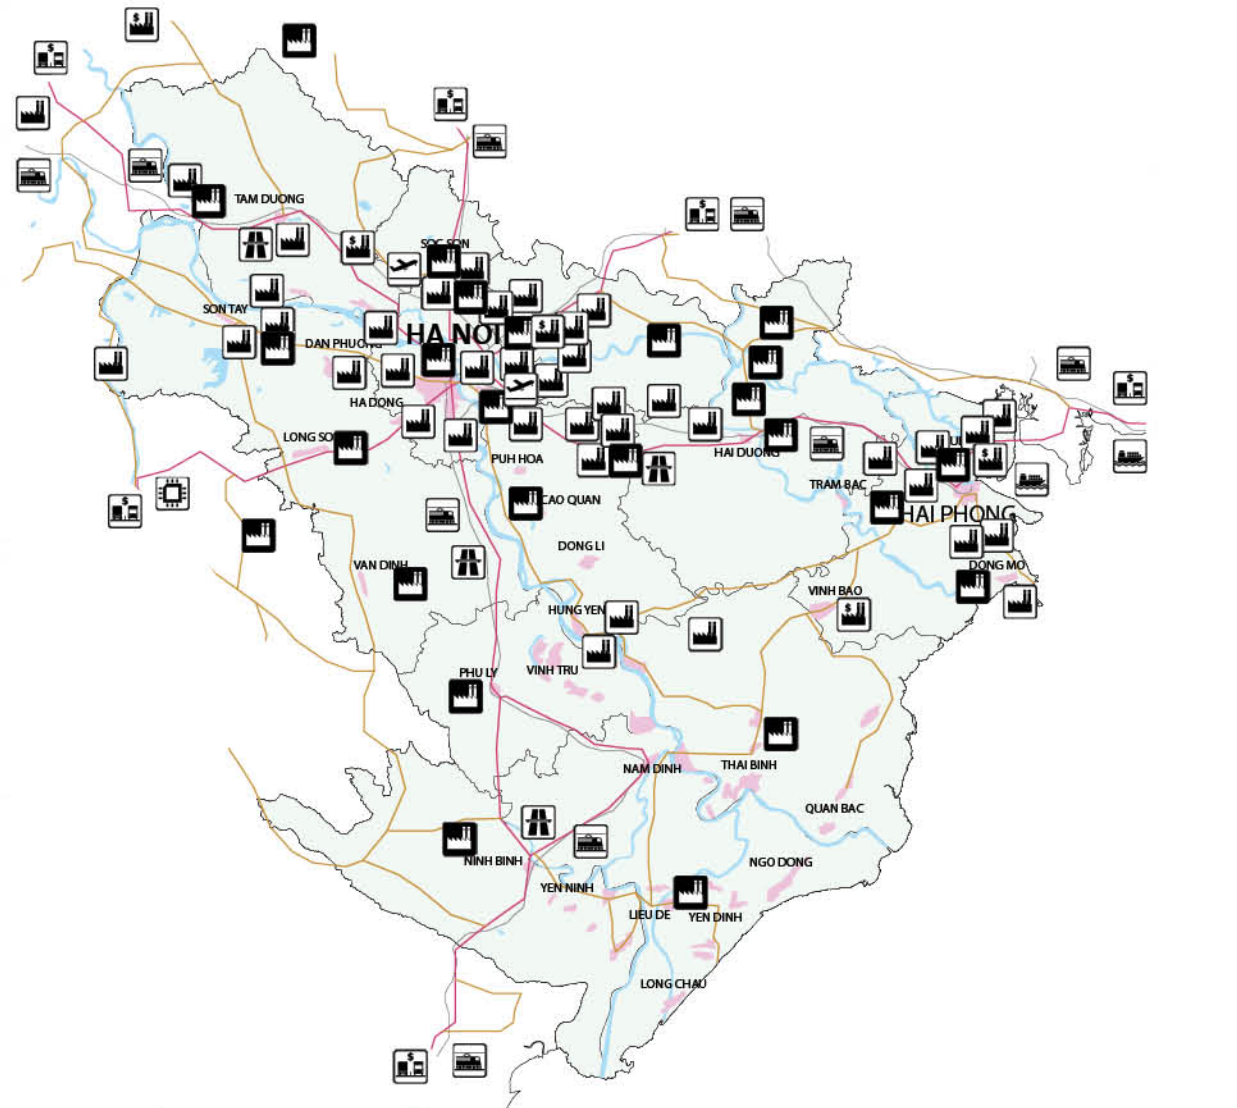 $
$
$
TAM DUONG
$
$
SOC SON
SON TAY
HA NOI
$
DAN PHUONG
$
HA DONG
LONG SO
HAI DUONG
PUH HOA
$
TRAM BAC
CAO QUAN
$
HAI PHONG
DONG LI
VAN DINH
DONG MO
VINH BAO
HUNG YEN
$
VINH TRU
PHU LY
NAM DINH
THAI BINH
QUAN BAC
NINH BINH
NGO DONG
YEN NINH
LIEU DE
YEN DINH
LONG CHAU
$